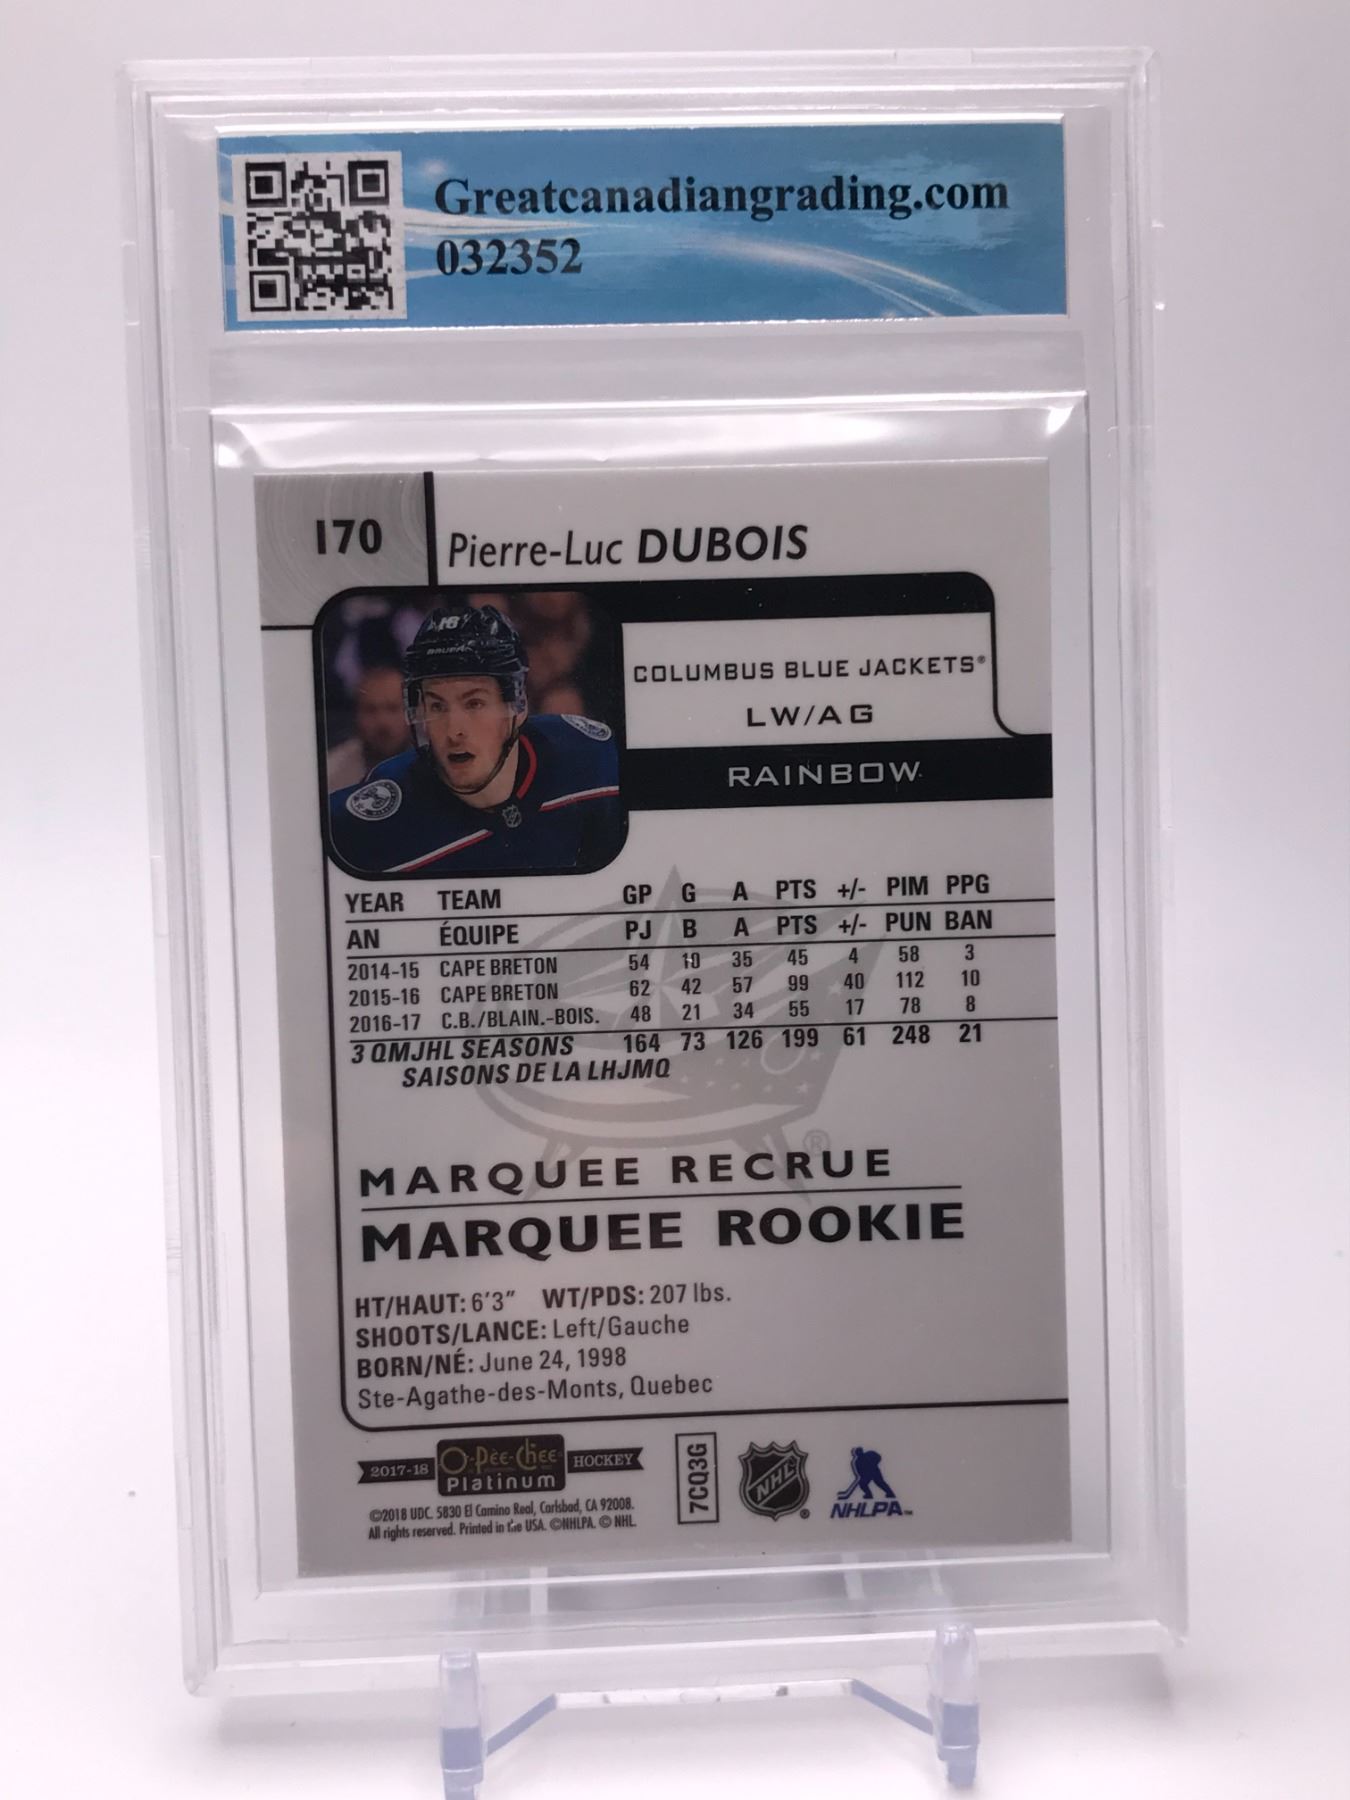 Greatcanadiangrading.com
032352
170
Pierre-Luc DUBOIS
18
BAUER
COLUMBUS BLUE JACKETS®
LW/AG
RAINBOW
YEAR TEAM GP G A PTS +/- PIM PPG
AN ÉQUIPE PJ B A PTS +/- PUN BAN
2014-15 CAPE BRETON 54 10 35 45 4 58 3
2015-16 CAPE BRETON 62 42 57 99 40 112 10
2016-17 C.B./BLAIN.-BOIS. 48 21 34 55 17 78 8
3 QMJHL SEASONS 164 73 126 199 61 248 21
SAISONS DE LA LHJMQ
®
MARQUEE RECRUE
MARQUEE ROOKIE
HT/HAUT: 6'3" WT/PDS: 207 lbs.
SHOOTS/LANCE: Left/Gauche
BORN/NÉ: June 24, 1998
Ste-Agathe-des-Monts, Quebec
2017-18 O-Pee-Chee Platinum HOCKEY
©2018 UDC. 5830 El Camino Real, Carlsbad, CA 92008.
All rights reserved. Printed in the USA. ©NHLPA. © NHL.
7CQ3G
NHL ®
NHLPA™